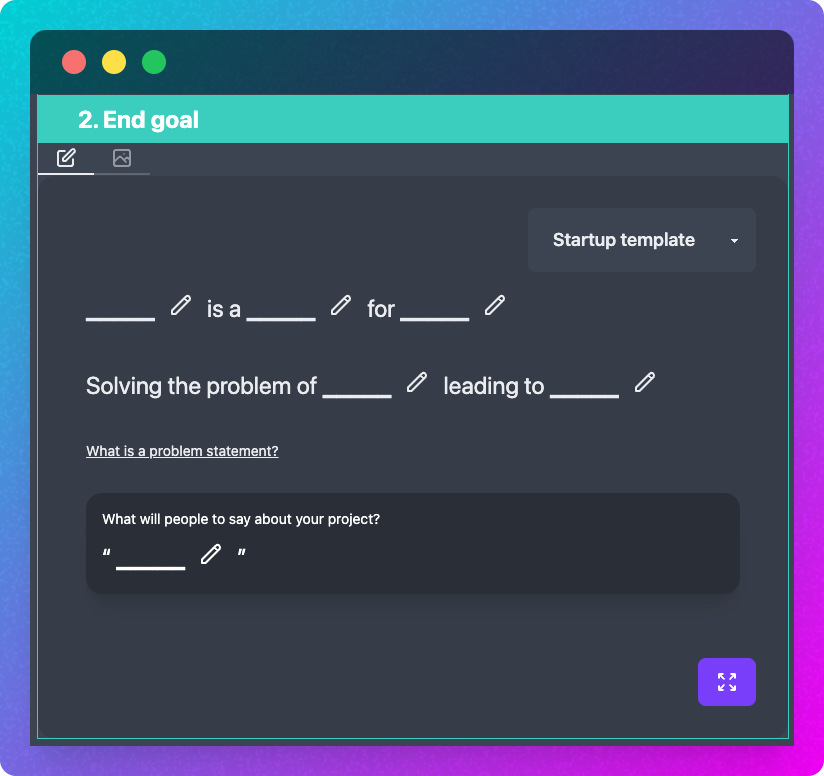 2. End goal
Startup template
______ is a ______ for ______
Solving the problem of ______ leading to ______
What is a problem statement?
What will people to say about your project?
“ ______ ”